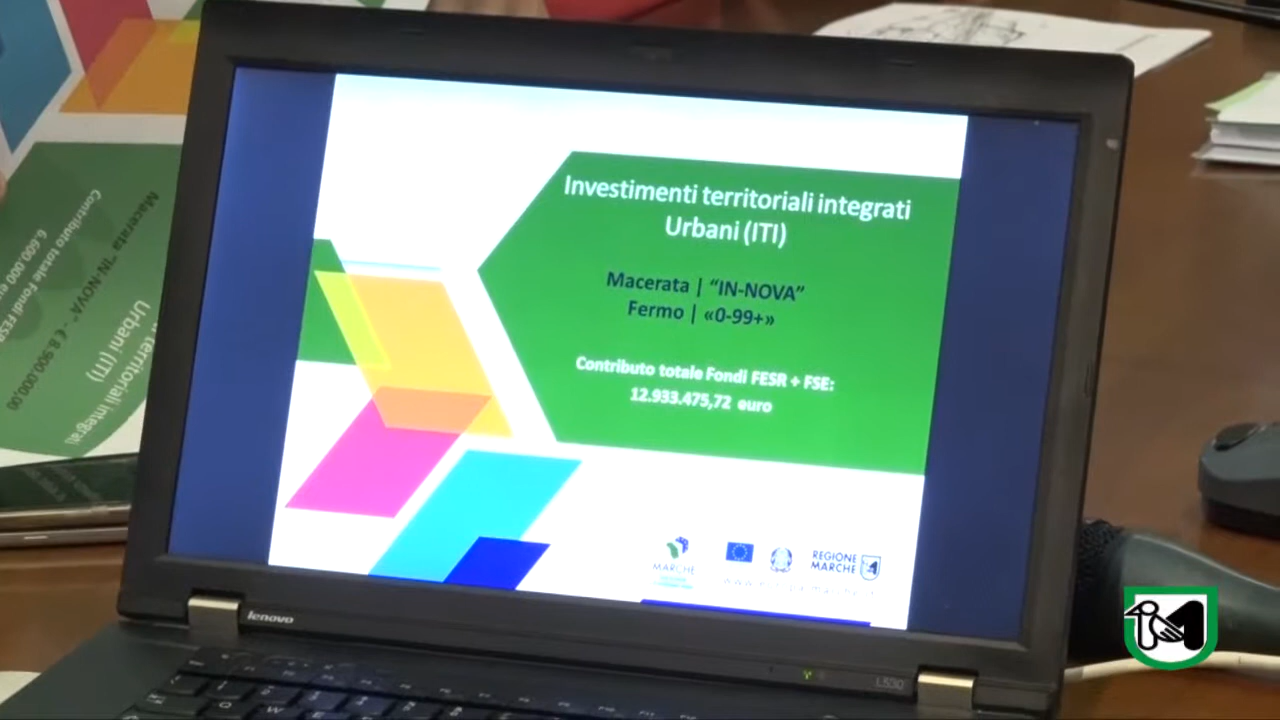 Investimenti territoriali integrati
Urbani (ITI)
Macerata | “IN-NOVA”
Fermo | «0-99+»
Contributo totale Fondi FESR + FSE:
12.933.475,72 euro
MARCHE
REGIONE
MARCHE
lenovo
L530
Macerata "IN-NOVA" - € 8.900.000,00
Contributo totale Fondi FESR
6.600.000
territoriali integrati
Urbani (ITI)